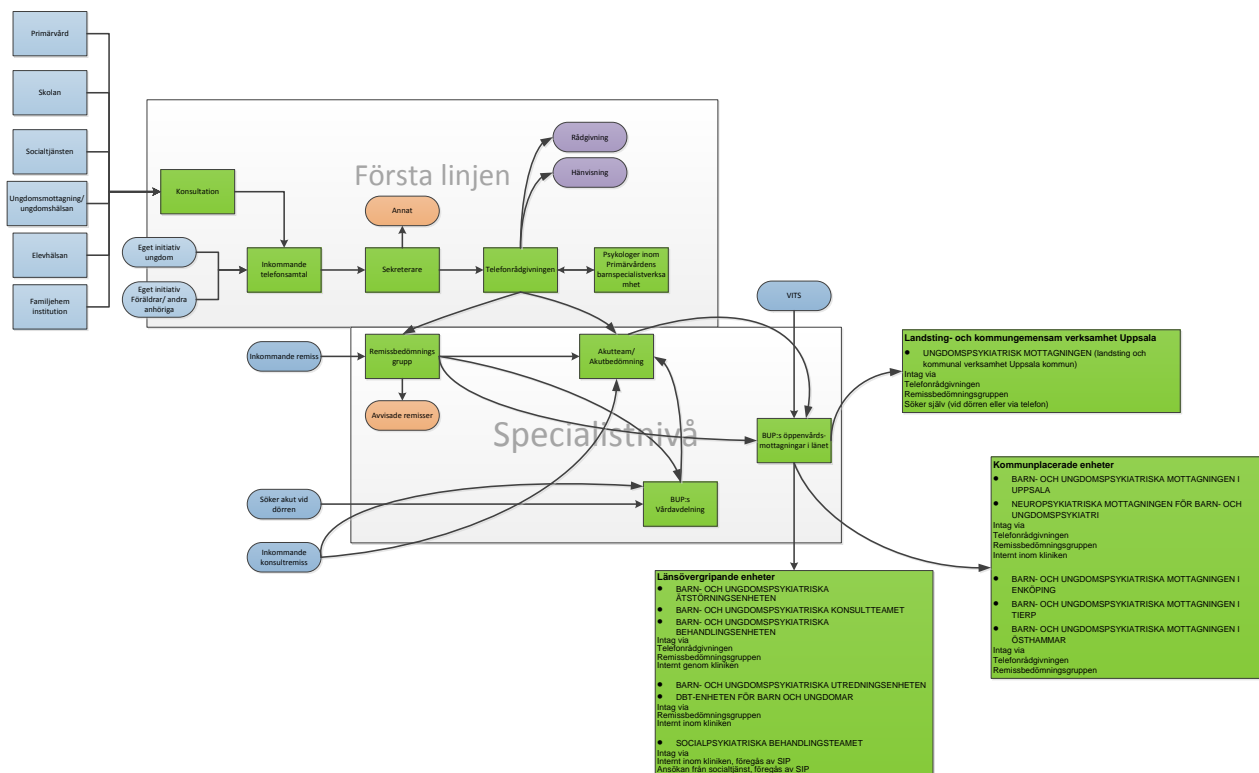 Primärvård
Skolan
Socialtjänsten
Ungdomsmottagning/
ungdomshälsan
Elevhälsan
Familjehem
institution
Första linjen
Konsultation
Rådgivning
Hänvisning
Annat
Eget initiativ
ungdom
Eget initiativ
Föräldrar/ andra
anhöriga
Inkommande
telefonsamtal
Sekreterare
Telefonrådgivningen
Psykologer inom
Primärvårdens
barnspecialistverksa
mhet
VITS
Inkommande remiss
Remissbedömnings
grupp
Akutteam/
Akutbedömning
Avvisade remisser
Specialistnivå
BUP:s öppenvårds-
mottagningar i länet
Söker akut vid
dörren
BUP:s
Vårdavdelning
Inkommande
konsultremiss
Landsting- och kommungemensam verksamhet Uppsala
● UNGDOMSPSYKIATRISK MOTTAGNINGEN (landsting och
kommunal verksamhet Uppsala kommun)
Intag via
Telefonrådgivningen
Remissbedömningsgruppen
Söker själv (vid dörren eller via telefon)
Kommunplacerade enheter
● BARN- OCH UNGDOMSPSYKIATRISKA MOTTAGNINGEN I
UPPSALA
● NEUROPSYKIATRISKA MOTTAGNINGEN FÖR BARN- OCH
UNGDOMSPSYKIATRI
Intag via
Telefonrådgivningen
Remissbedömningsgruppen
Internt inom kliniken
● BARN- OCH UNGDOMSPSYKIATRISKA MOTTAGNINGEN I
ENKÖPING
● BARN- OCH UNGDOMSPSYKIATRISKA MOTTAGNINGEN I
TIERP
● BARN- OCH UNGDOMSPSYKIATRISKA MOTTAGNINGEN I
ÖSTHAMMAR
Intag via
Telefonrådgivningen
Remissbedömningsgruppen
Länsövergripande enheter
● BARN- OCH UNGDOMSPSYKIATRISKA
ÄTSTÖRNINGSENHETEN
● BARN- OCH UNGDOMSPSYKIATRISKA KONSULTTEAMET
● BARN- OCH UNGDOMSPSYKIATRISKA
BEHANDLINGSENHETEN
Intag via
Telefonrådgivningen
Remissbedömningsgruppen
Internt genom kliniken
● BARN- OCH UNGDOMSPSYKIATRISKA UTREDNINGSENHETEN
● DBT-ENHETEN FÖR BARN OCH UNGDOMAR
Intag via
Remissbedömningsgruppen
Internt inom kliniken
● SOCIALPSYKIATRISKA BEHANDLINGSTEAMET
Intag via
Internt inom kliniken, föregås av SIP
Ansökan från socialtjänst, föregås av SIP